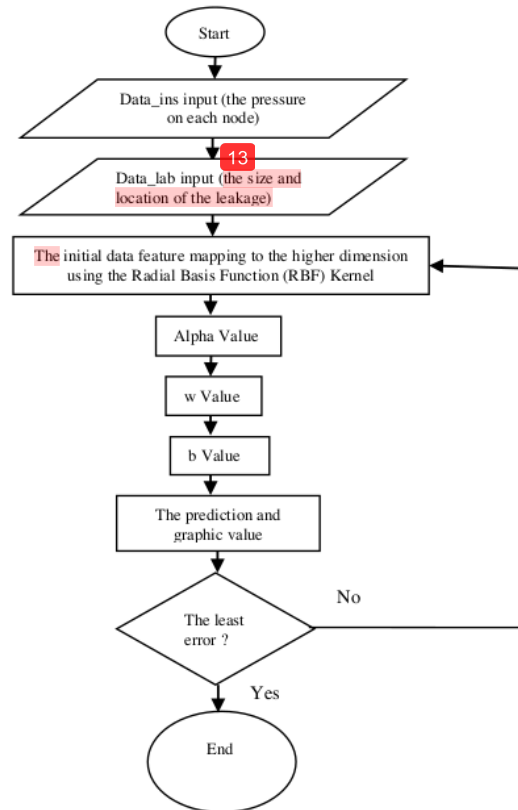 Start
Data_ins input (the pressure
on each node)
13
Data_lab input (the size and
location of the leakage)
The initial data feature mapping to the higher dimension
using the Radial Basis Function (RBF) Kernel
Alpha Value
w Value
b Value
The prediction and
graphic value
The least
error ?
No
Yes
End